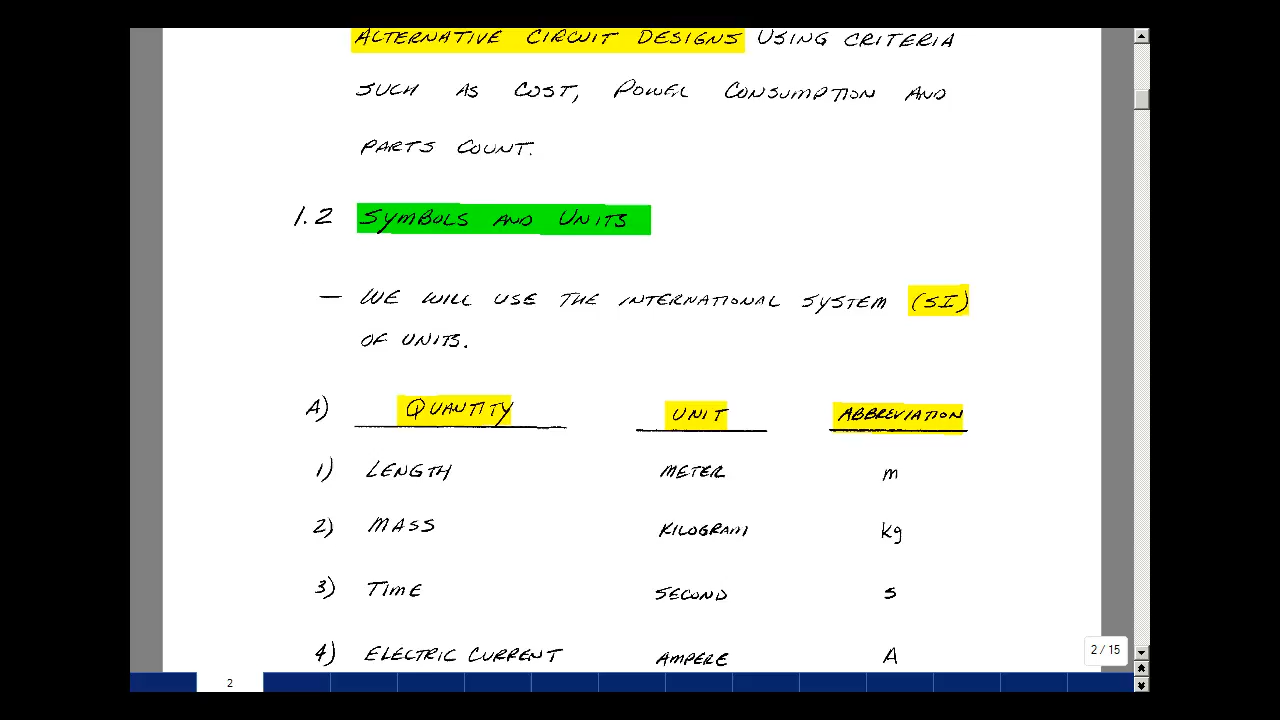 ALTERNATIVE CIRCUIT DESIGNS USING CRITERIA
SUCH AS COST, POWER CONSUMPTION AND
PARTS COUNT.
1.2 SYMBOLS AND UNITS
— WE WILL USE THE INTERNATIONAL SYSTEM (SI)
OF UNITS.
A) QUANTITY UNIT ABBREVIATION
1) LENGTH METER m
2) MASS KILOGRAM kg
3) TIME SECOND s
4) ELECTRIC CURRENT AMPERE A
2 / 15
2